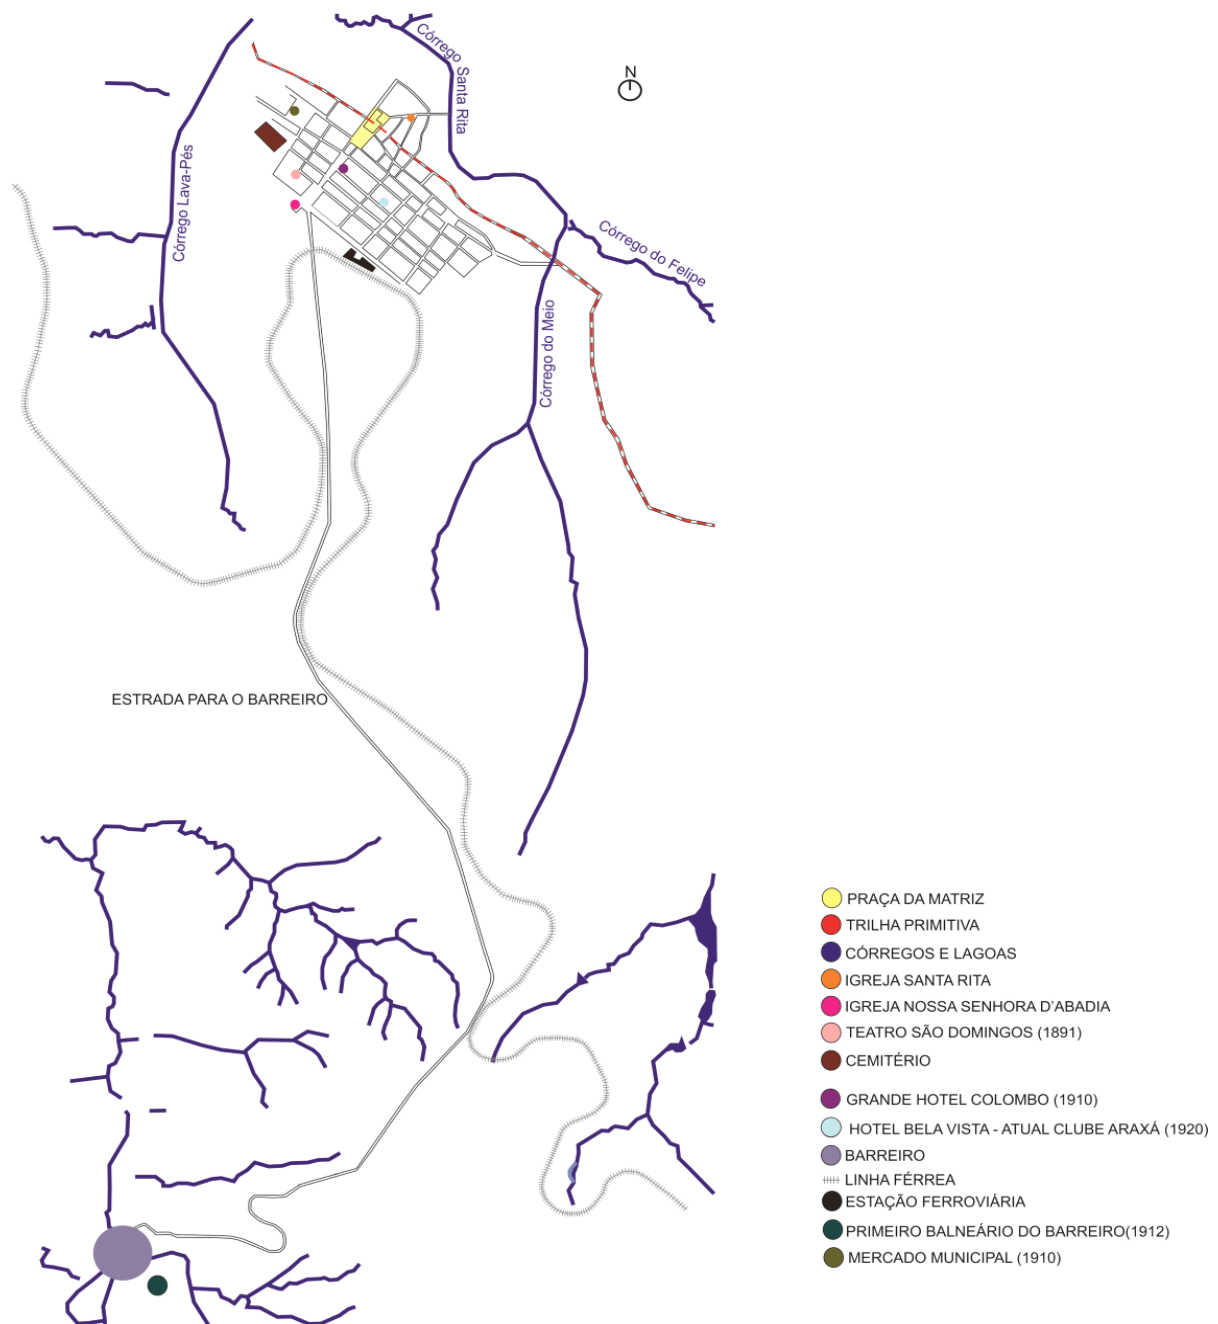 Córrego Santa Rita
N
Córrego Lava-Pés
Córrego do Felipe
Córrego do Meio
ESTRADA PARA O BARREIRO
PRAÇA DA MATRIZ
TRILHA PRIMITIVA
CÓRREGOS E LAGOAS
IGREJA SANTA RITA
IGREJA NOSSA SENHORA D'ABADIA
TEATRO SÃO DOMINGOS (1891)
CEMITÉRIO
GRANDE HOTEL COLOMBO (1910)
HOTEL BELA VISTA - ATUAL CLUBE ARAXÁ (1920)
BARREIRO
LINHA FÉRREA
ESTAÇÃO FERROVIÁRIA
PRIMEIRO BALNEÁRIO DO BARREIRO(1912)
MERCADO MUNICIPAL (1910)